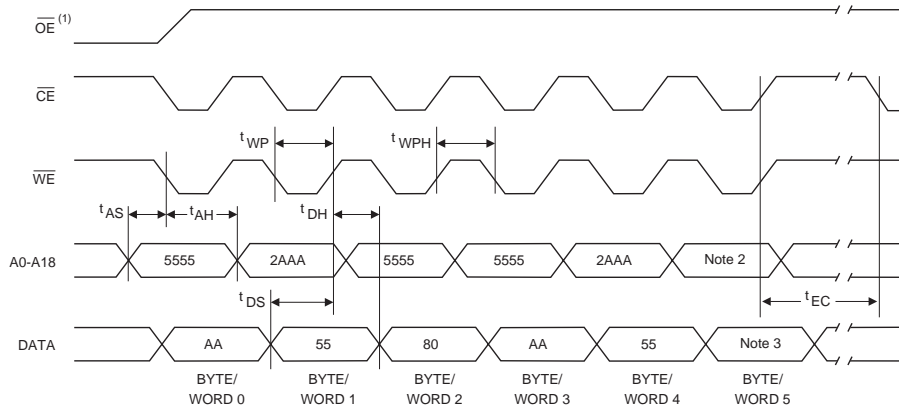 OE (1)
CE
t WP
t WPH
WE
t AS
t AH
t DH
A0-A18 5555 2AAA 5555 5555 2AAA Note 2
t DS
t EC
DATA AA 55 80 AA 55 Note 3
BYTE/ BYTE/ BYTE/ BYTE/ BYTE/ BYTE/
WORD 0 WORD 1 WORD 2 WORD 3 WORD 4 WORD 5